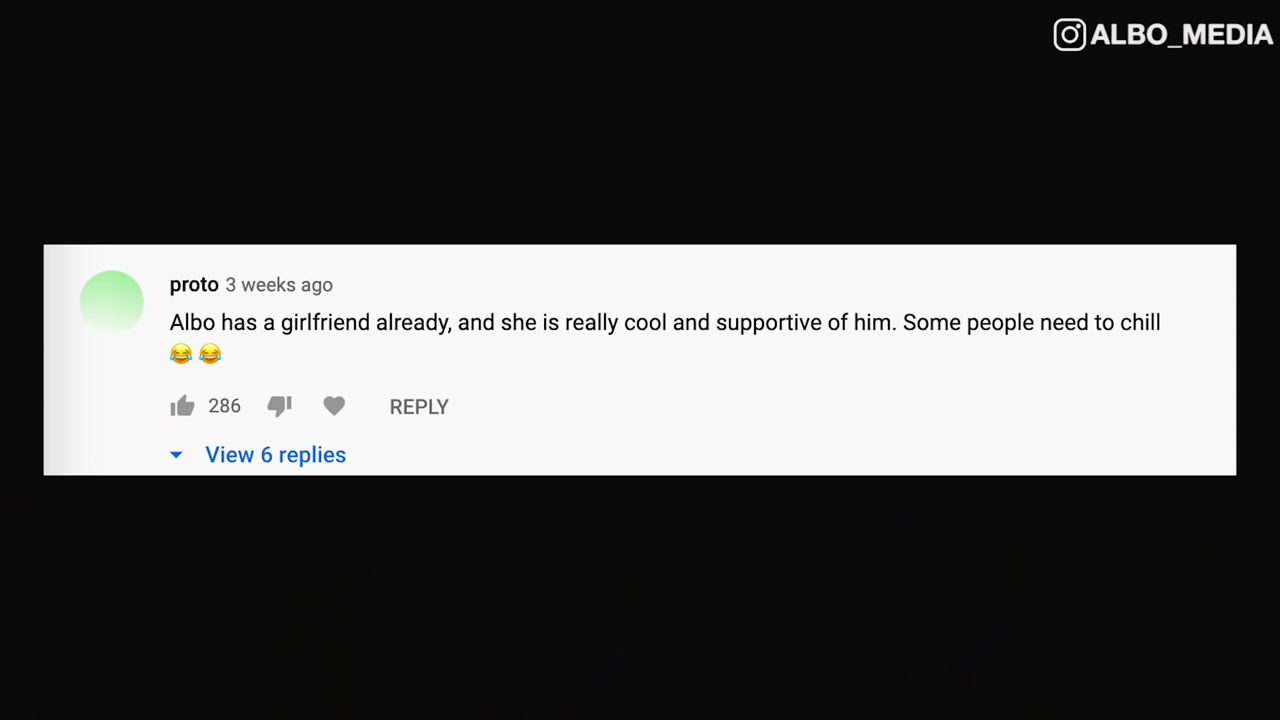 ALBO_MEDIA
proto 3 weeks ago
Albo has a girlfriend already, and she is really cool and supportive of him. Some people need to chill
😂 😂
286 REPLY
View 6 replies